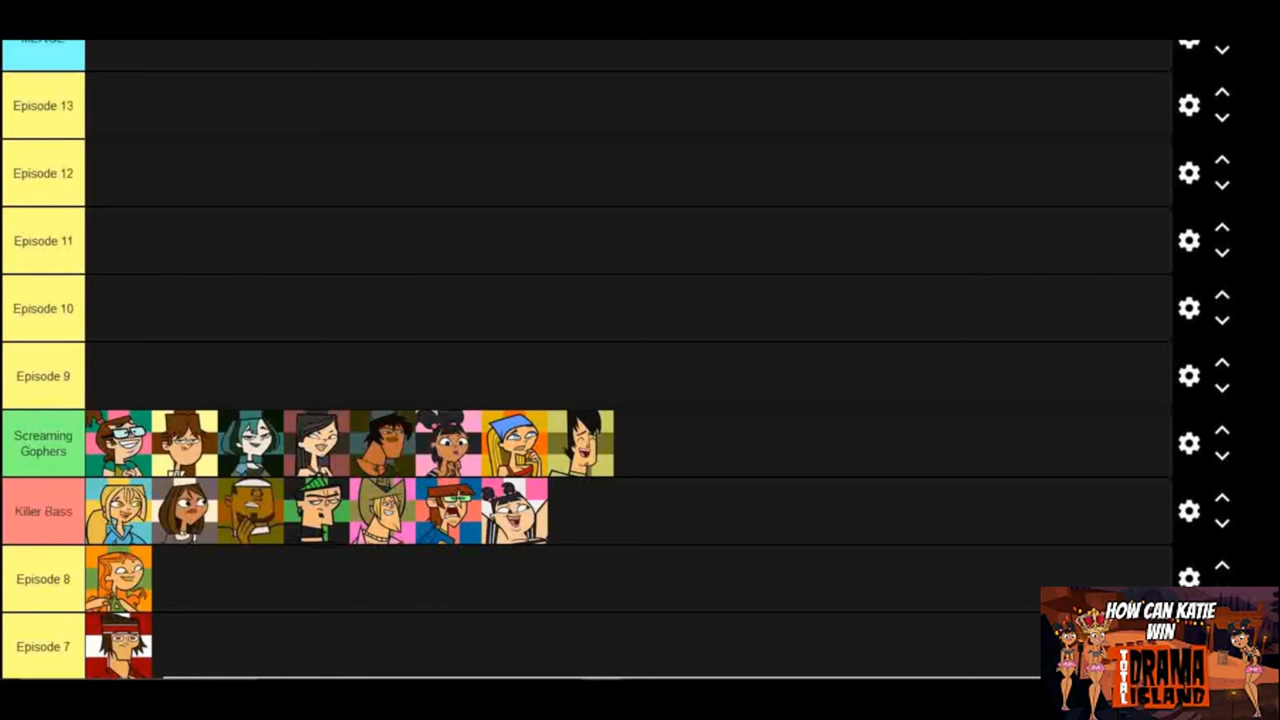 MERGE
Episode 13
Episode 12
Episode 11
Episode 10
Episode 9
Screaming
Gophers
Killer Bass
Episode 8
Episode 7
HOW CAN KATIE
WIN
TOTAL
DRAMA
ISLAND